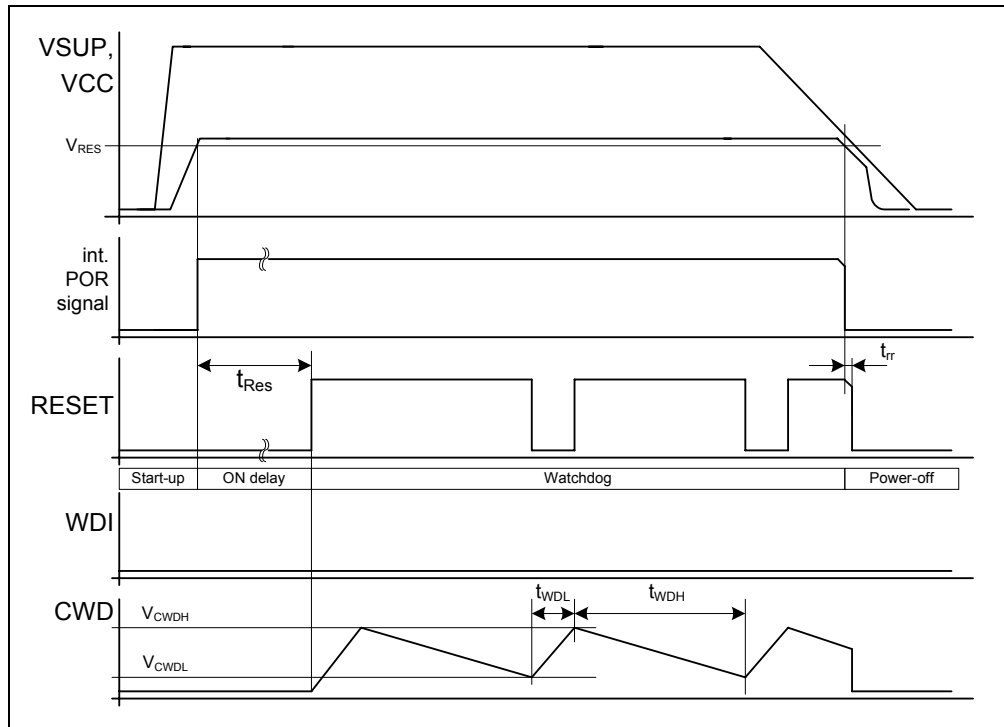 VSUP,
VCC
VRES
int.
POR
signal
tRes
trr
RESET
Start-up ON delay Watchdog Power-off
WDI
CWD
VCWDH
VCWDL
tWDL
tWDH